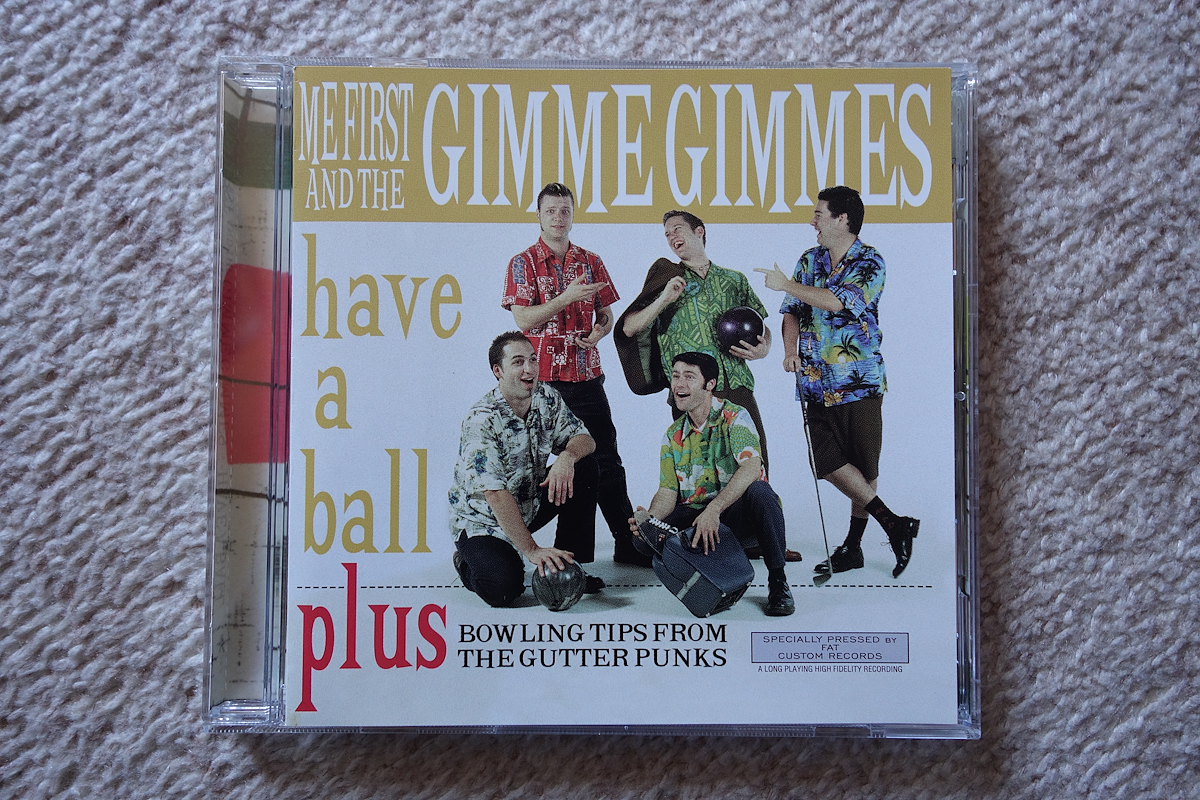 ME FIRST
AND THE
GIMME GIMMES
have
a
ball
plus
BOWLING TIPS FROM
THE GUTTER PUNKS
SPECIALLY PRESSED BY
FAT
CUSTOM RECORDS
A LONG PLAYING HIGH FIDELITY RECORDING